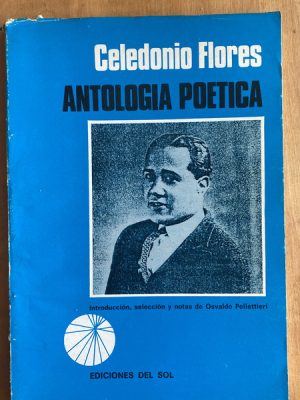 Celedonio Flores
ANTOLOGIA POETICA
Introducción, selección y notas de Osvaldo Pellettieri
EDICIONES DEL SOL